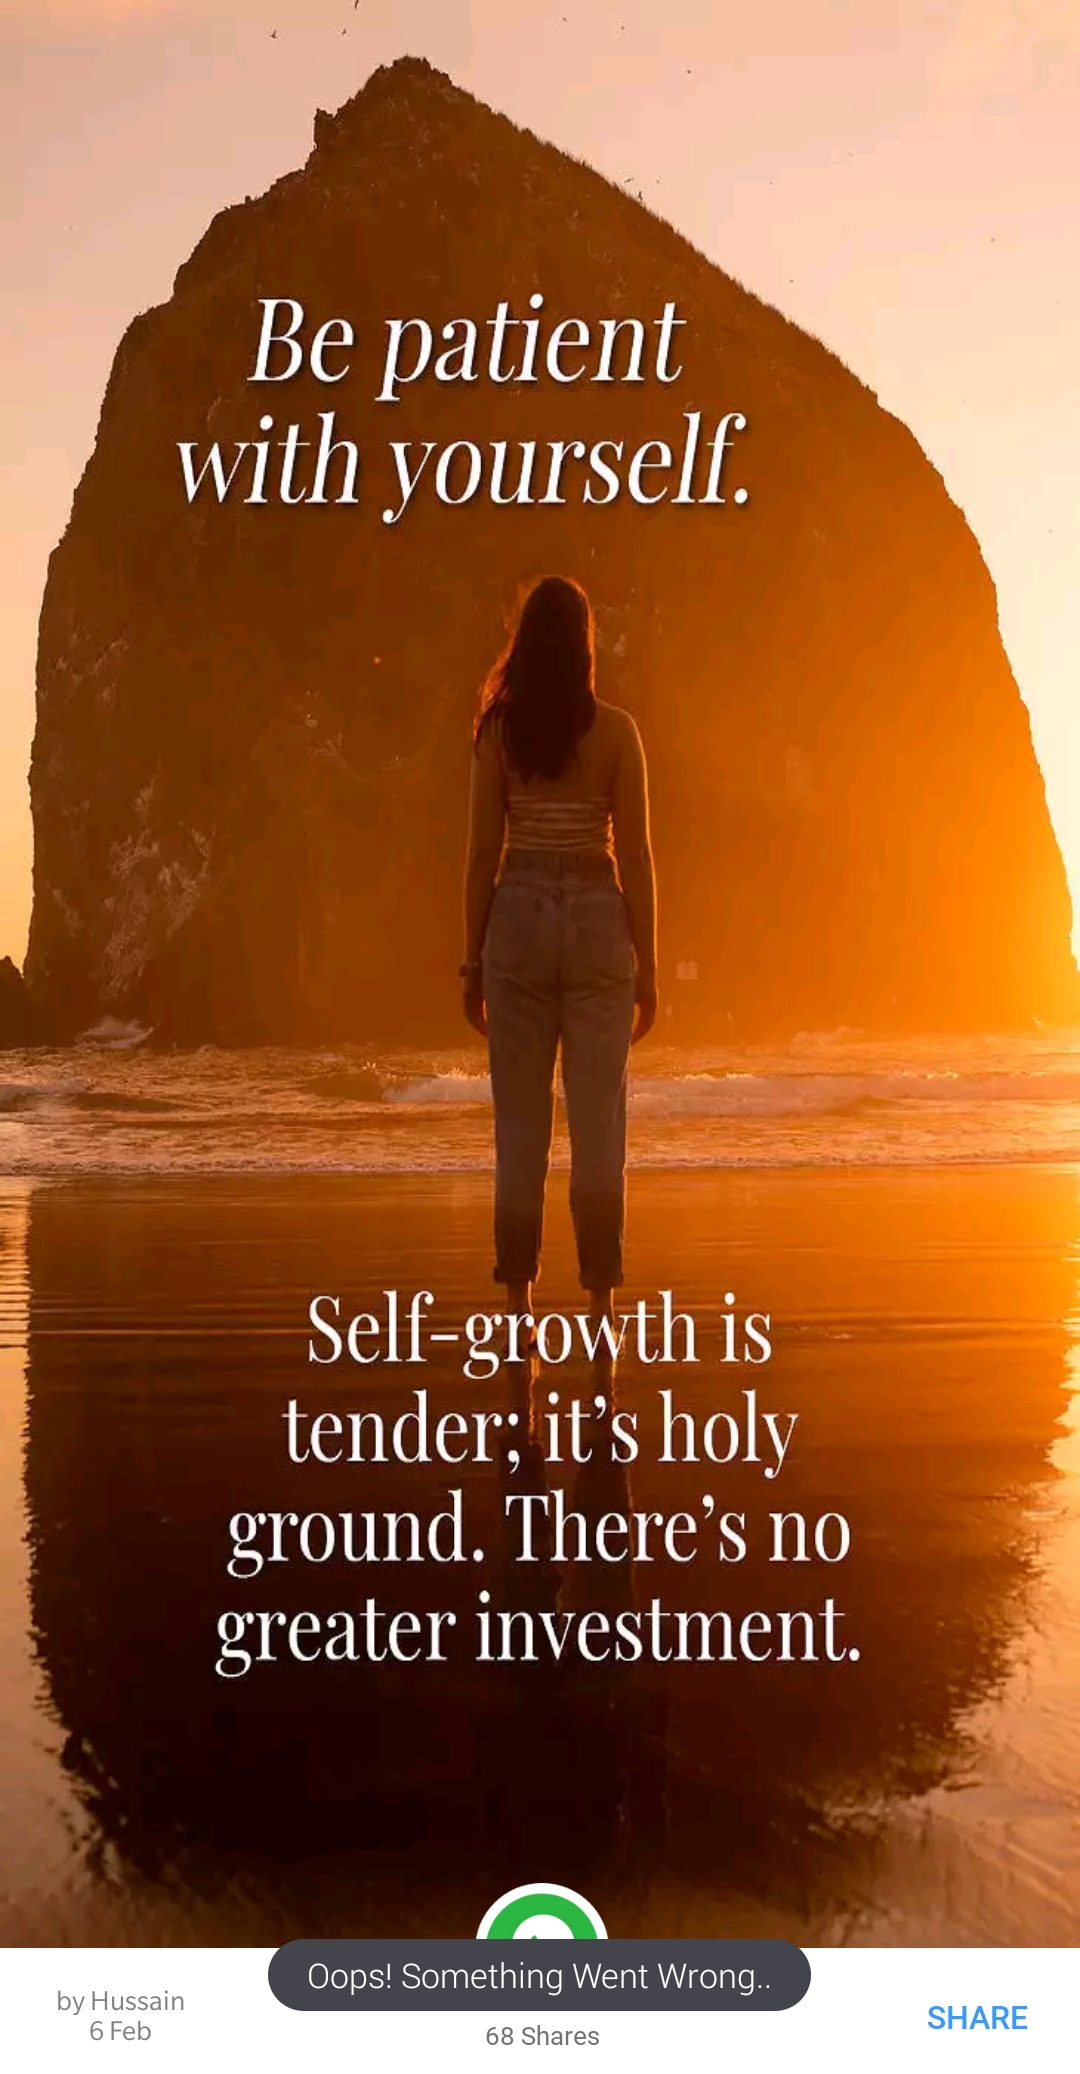 Be patient
with yourself.
Self-growth is
tender; it's holy
ground. There's no
greater investment.
Oops! Something Went Wrong..
by Hussain
6 Feb
68 Shares
SHARE